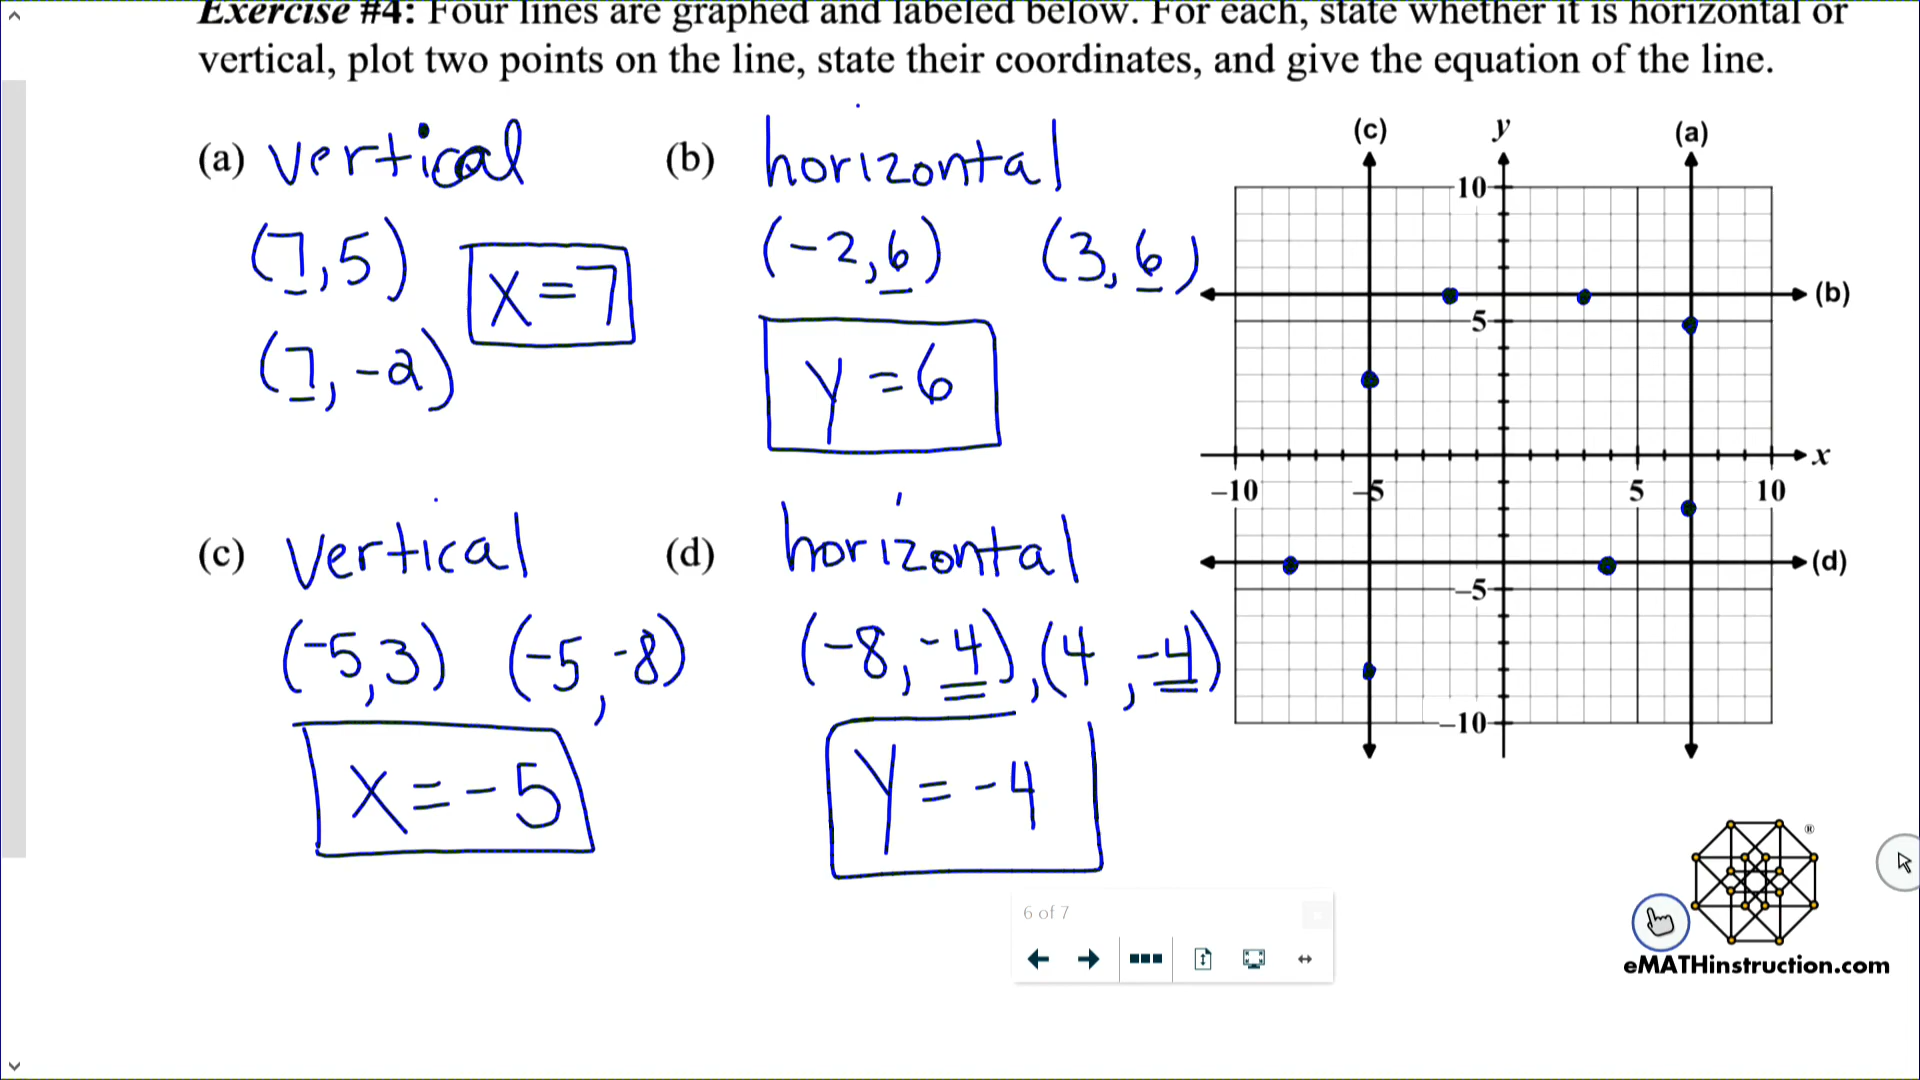 Exercise #4: Four lines are graphed and labeled below. For each, state whether it is horizontal or
vertical, plot two points on the line, state their coordinates, and give the equation of the line.
(a) vertical
(7,5)
(7,-2)
x=7
(b) horizontal
(-2,6) (3,6)
y=6
(c) vertical
(-5,3) (-5,-8)
x=-5
(d) horizontal
(-8,-4),(4,-4)
y=-4
(c) y (a)
10
(b)
5
x
–10 –5 5 10
(d)
–5
–10
®
eMATHinstruction.com
6 of 7